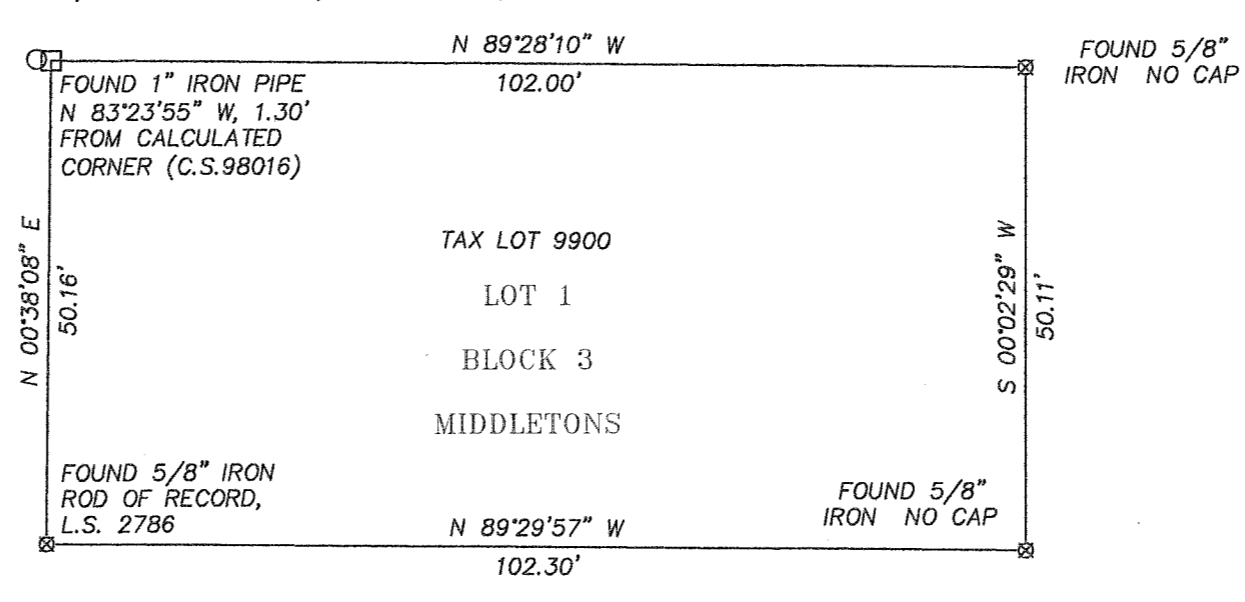 N 89°28'10" W
102.00'
FOUND 5/8"
IRON NO CAP
FOUND 1" IRON PIPE
N 83°23'55" W, 1.30'
FROM CALCULATED
CORNER (C.S.98016)
N 00°38'08" E
50.16'
TAX LOT 9900
LOT 1
BLOCK 3
MIDDLETONS
S 00°02'29" W
50.11'
FOUND 5/8" IRON
ROD OF RECORD,
L.S. 2786
FOUND 5/8"
IRON NO CAP
N 89°29'57" W
102.30'